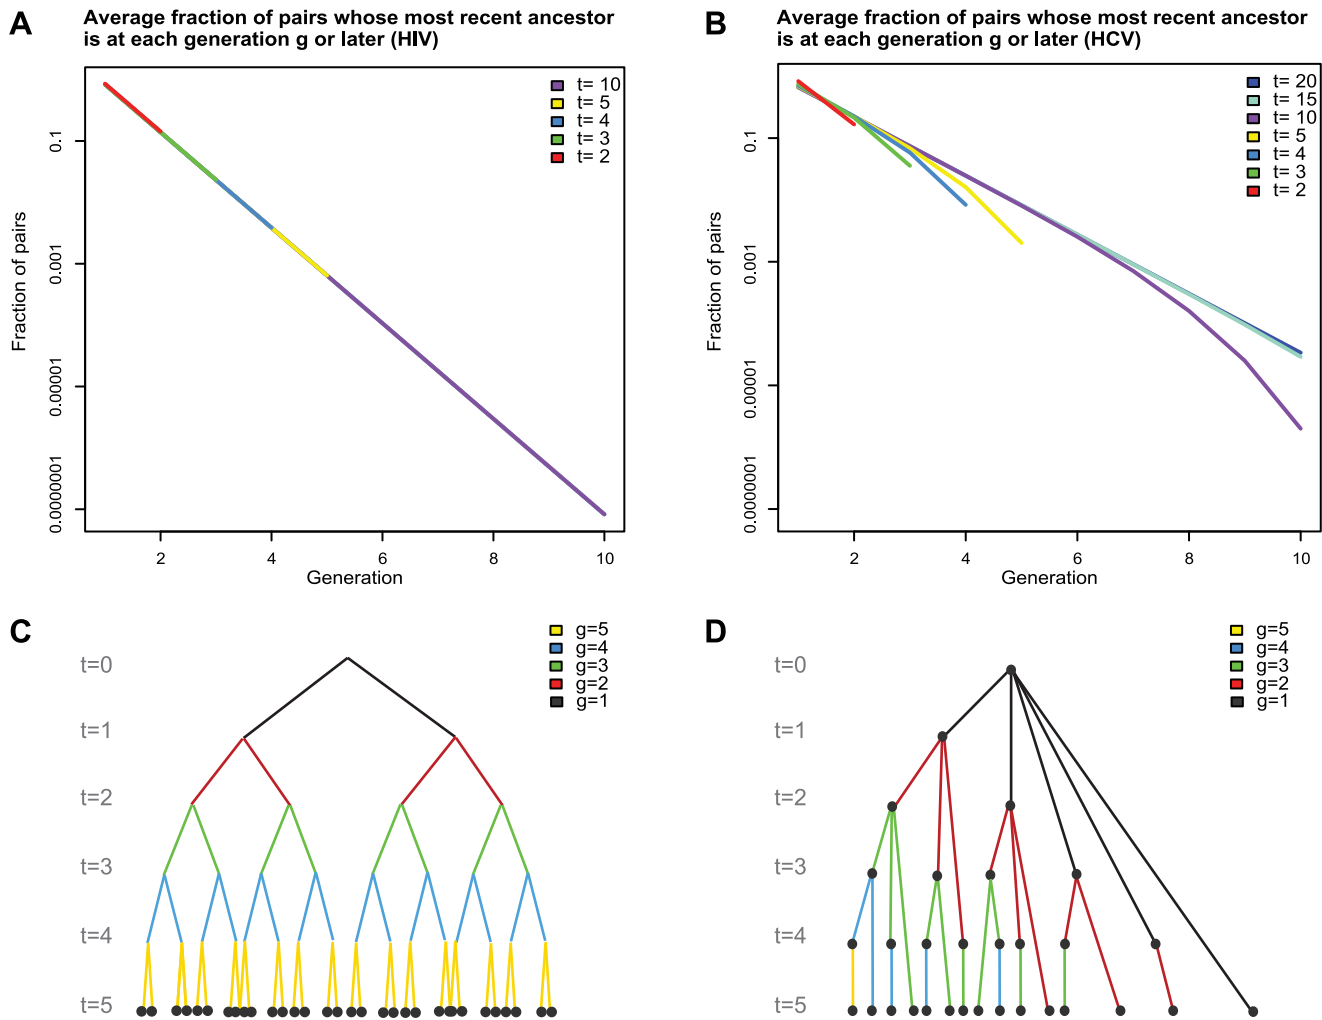 A
Average fraction of pairs whose most recent ancestor
is at each generation g or later (HIV)
t= 10
t= 5
t= 4
t= 3
t= 2
Fraction of pairs
0.1
0.001
0.00001
0.0000001
2
4
6
8
10
Generation
B
Average fraction of pairs whose most recent ancestor
is at each generation g or later (HCV)
t= 20
t= 15
t= 10
t= 5
t= 4
t= 3
t= 2
Fraction of pairs
0.1
0.001
0.00001
0.0000001
2
4
6
8
10
Generation
C
g=5
g=4
g=3
g=2
g=1
t=0
t=1
t=2
t=3
t=4
t=5
D
g=5
g=4
g=3
g=2
g=1
t=0
t=1
t=2
t=3
t=4
t=5